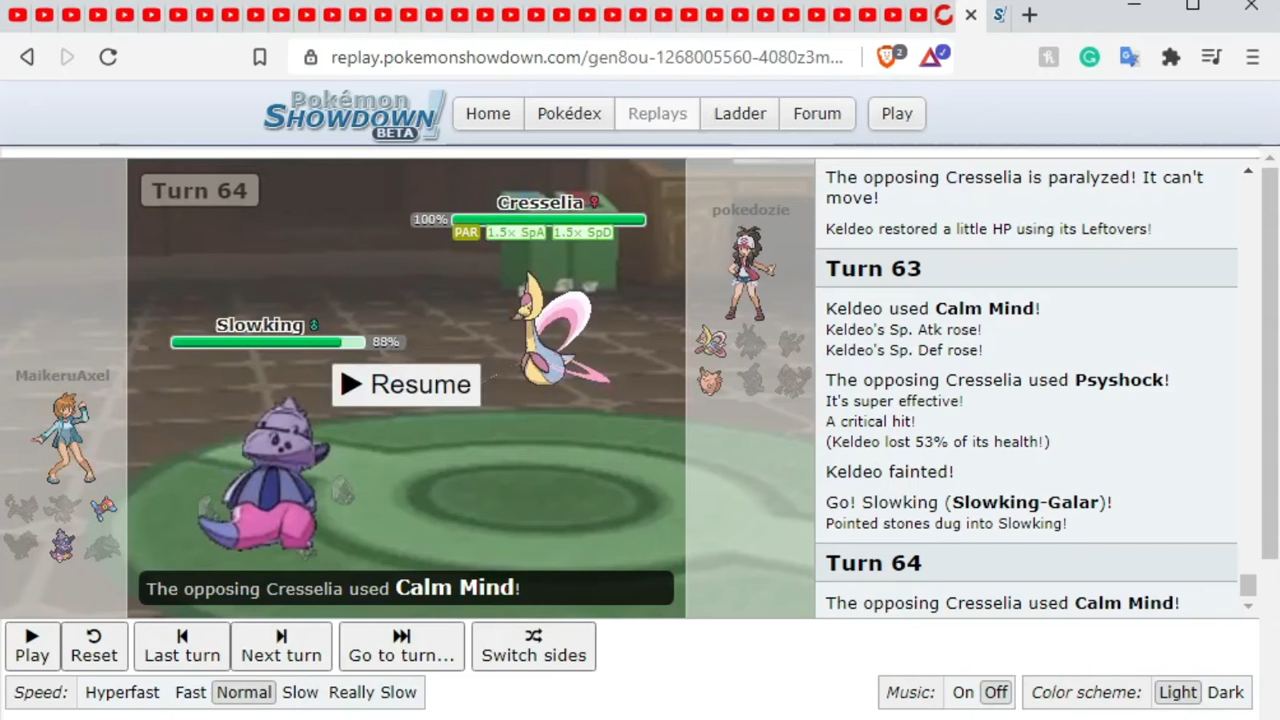 replay.pokemonshowdown.com/gen8ou-1268005560-4080z3m...
2
Pokémon
SHOWDOWN!
BETA
Home
Pokédex
Replays
Ladder
Forum
Play
Turn 64
Cresselia
100%
PAR
1.5× SpA
1.5× SpD
Slowking
88%
Resume
MaikeruAxel
pokedozie
The opposing Cresselia used Calm Mind!
The opposing Cresselia is paralyzed! It can't
move!
Keldeo restored a little HP using its Leftovers!
Turn 63
Keldeo used Calm Mind!
Keldeo's Sp. Atk rose!
Keldeo's Sp. Def rose!
The opposing Cresselia used Psyshock!
It's super effective!
A critical hit!
(Keldeo lost 53% of its health!)
Keldeo fainted!
Go! Slowking (Slowking-Galar)!
Pointed stones dug into Slowking!
Turn 64
The opposing Cresselia used Calm Mind!
Play
Reset
Last turn
Next turn
Go to turn...
Switch sides
Speed:
Hyperfast
Fast
Normal
Slow
Really Slow
Music:
On
Off
Color scheme:
Light
Dark